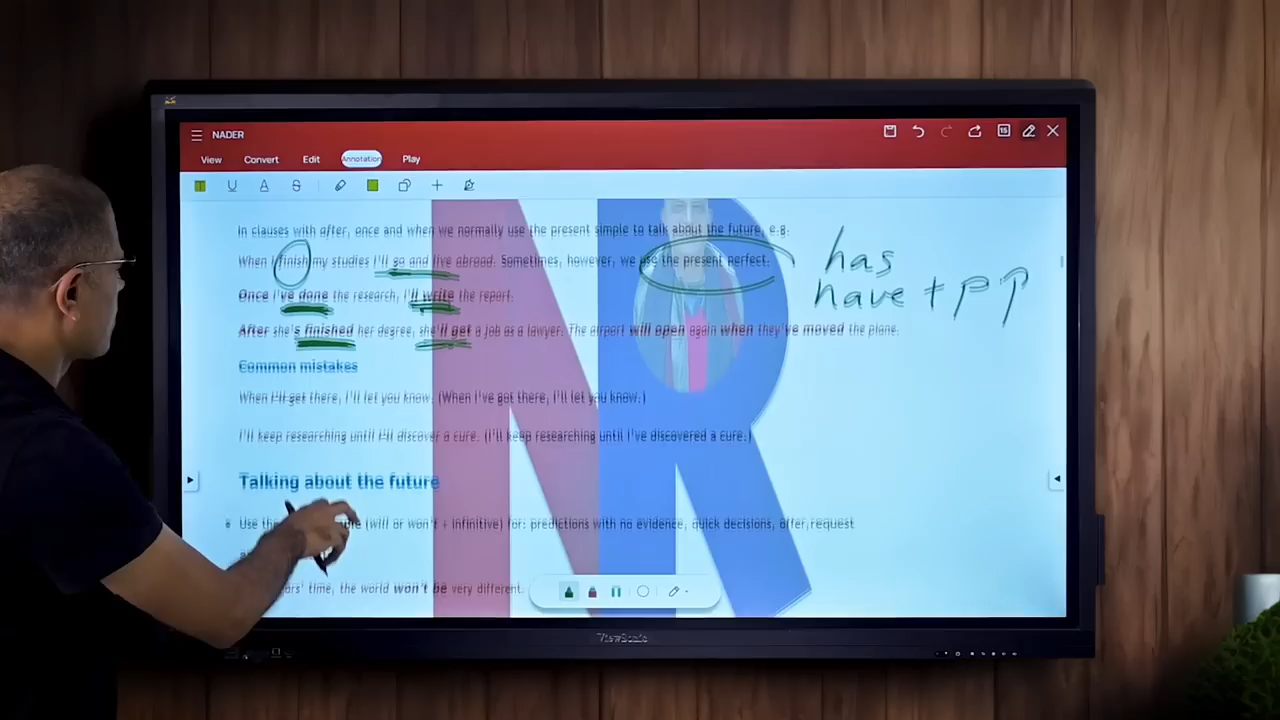 NADER
View Convert Edit Annotation Play
In clauses with after, once and when we normally use the present simple to talk about the future, e.g.
When I finish my studies I'll go and live abroad. Sometimes, however, we use the present perfect.
has
have + PP
Once I've done the research, I'll write the report.
After she's finished her degree, she'll get a job as a lawyer. The airport will open again when they've moved the plane.
Common mistakes
When I'll get there, I'll let you know. (When I've got there, I'll let you know.)
I'll keep researching until I'll discover a cure. (I'll keep researching until I've discovered a cure.)
Talking about the future
Use (will or won't + infinitive) for: predictions with no evidence, quick decisions, offer,request
time, the world won't be very different.
ViewSonic